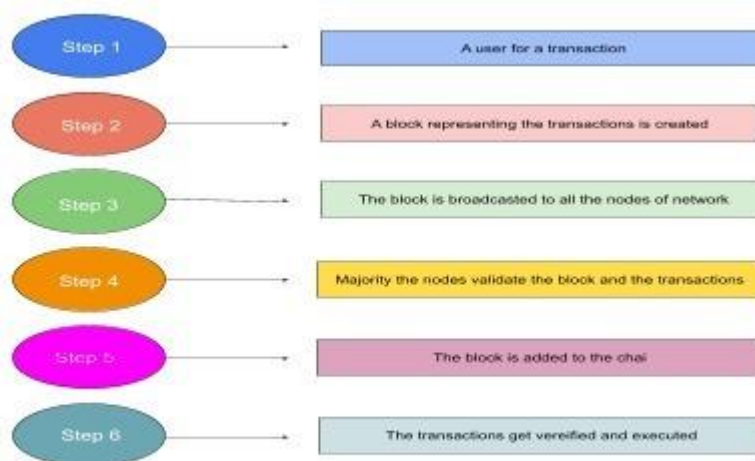 Step 1
A user for a transaction
Step 2
A block representing the transactions is created
Step 3
The block is broadcasted to all the nodes of network
Step 4
Majority the nodes validate the block and the transactions
Step 5
The block is added to the chai
Step 6
The transactions get vereified and executed